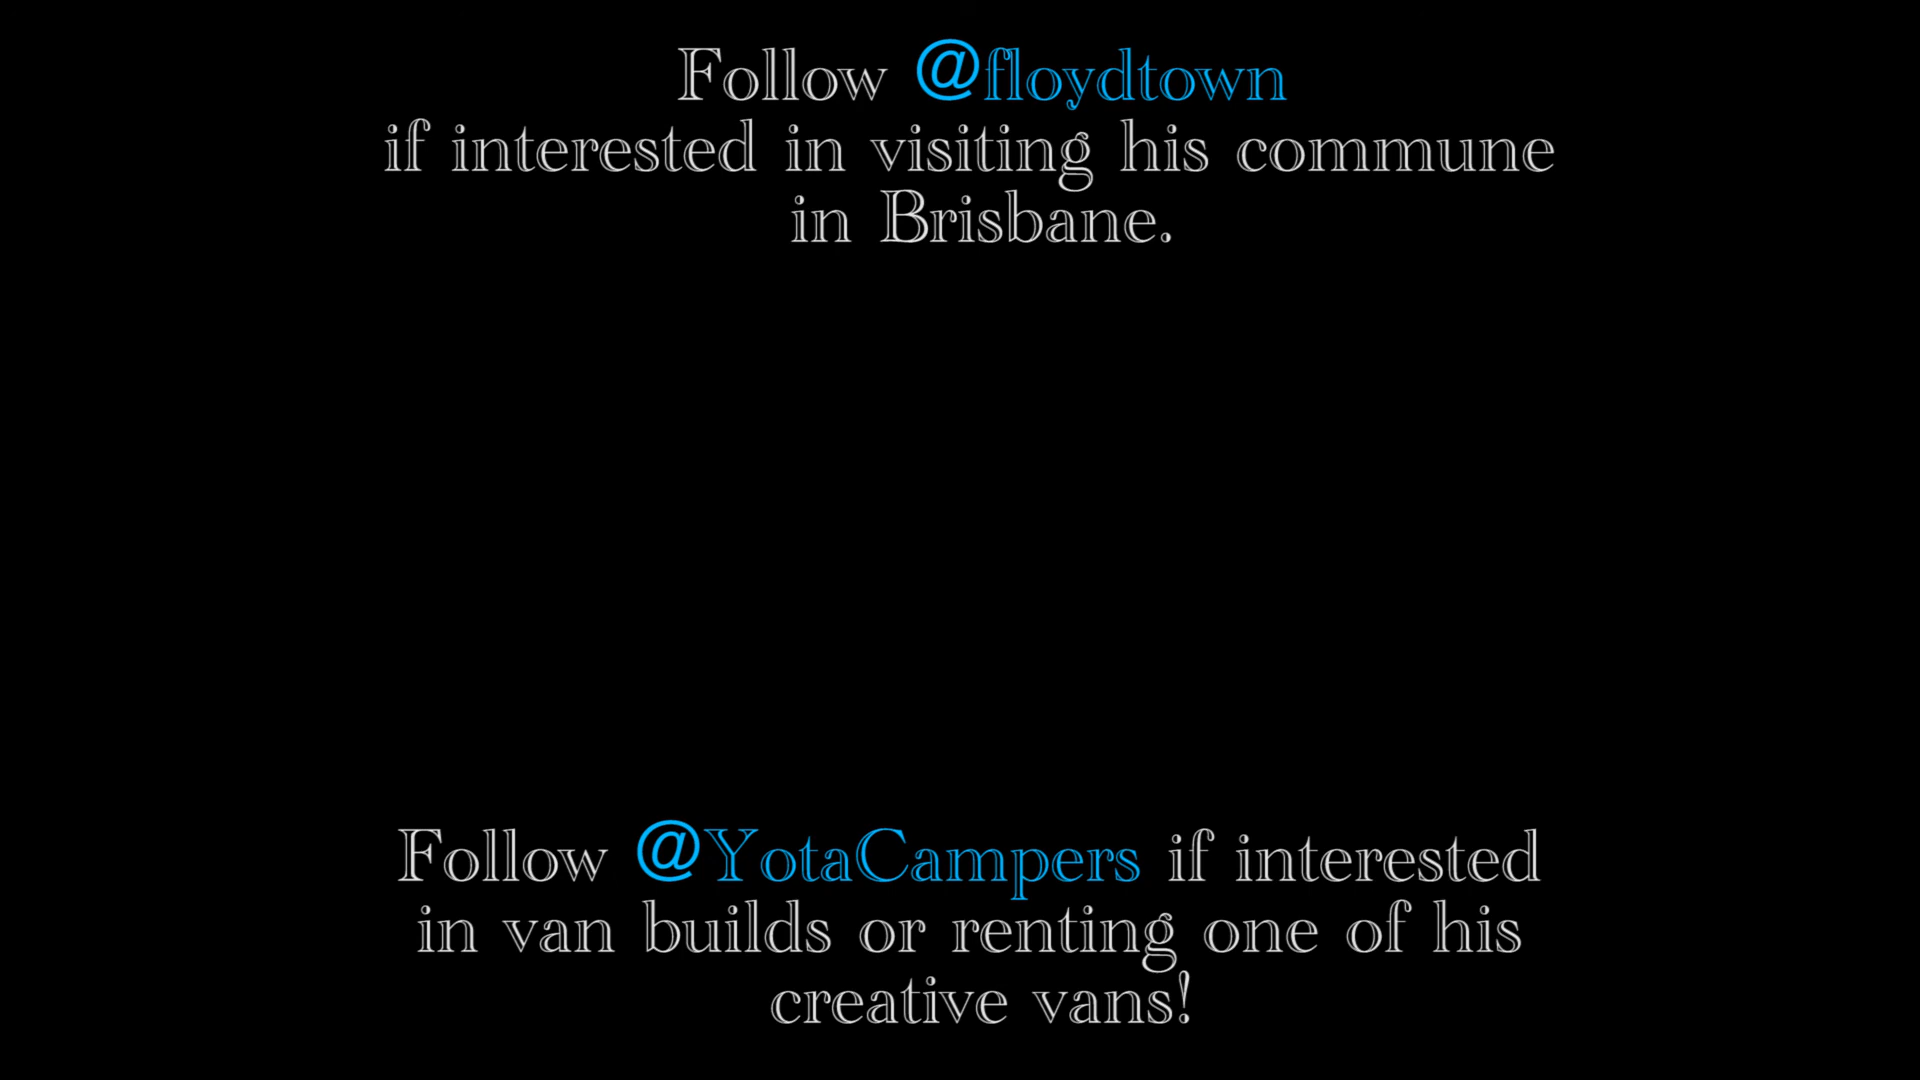 Follow @floydtown
if interested in visiting his commune
in Brisbane.
Follow @YotaCampers if interested
in van builds or renting one of his
creative vans!